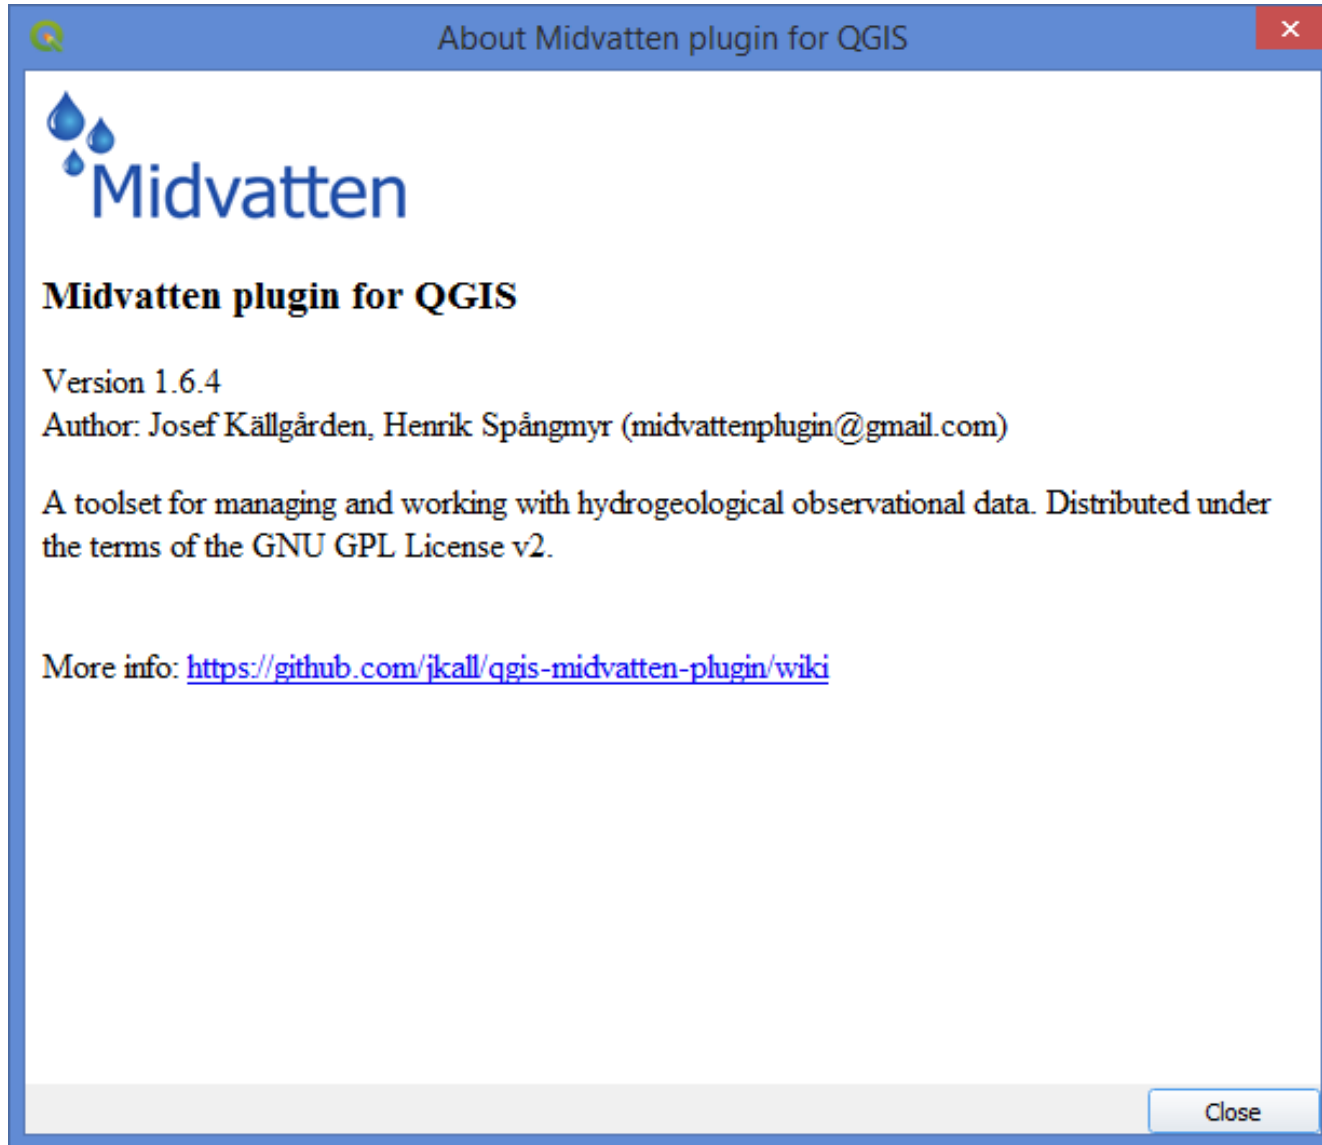 About Midvatten plugin for QGIS
Midvatten
Midvatten plugin for QGIS
Version 1.6.4
Author: Josef Källgården, Henrik Spångmyr (midvattenplugin@gmail.com)
A toolset for managing and working with hydrogeological observational data. Distributed under
the terms of the GNU GPL License v2.
More info: https://github.com/jkall/qgis-midvatten-plugin/wiki
Close